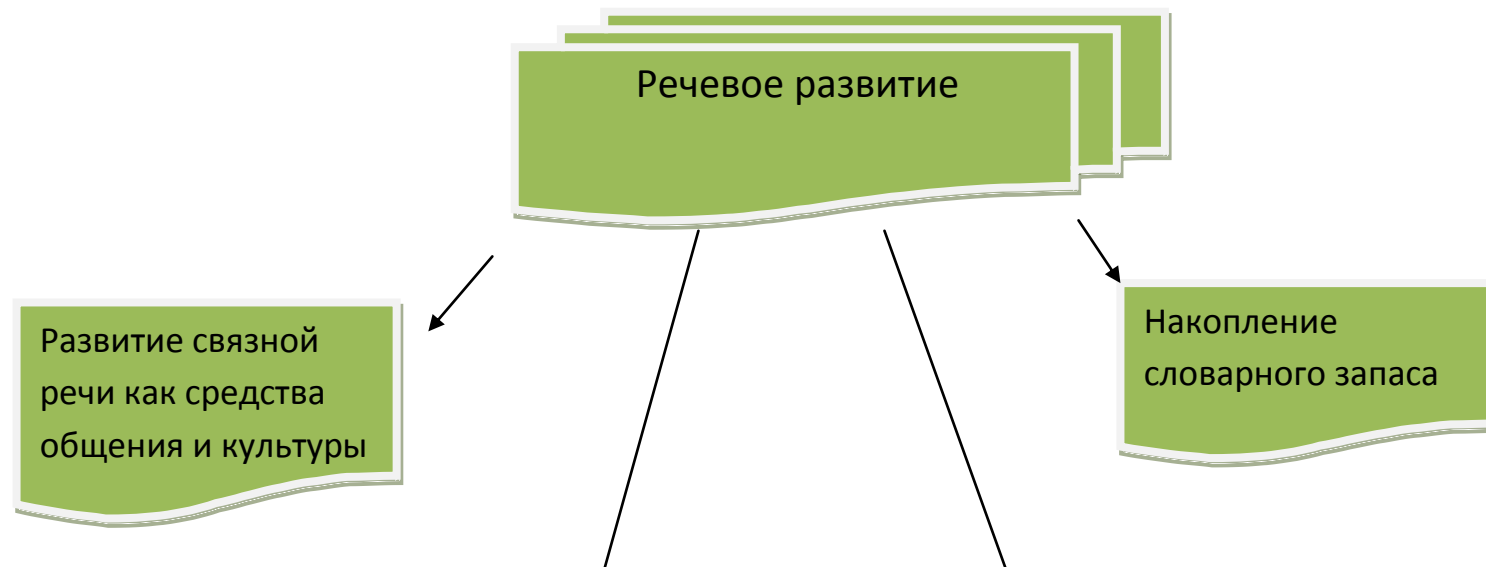 Речевое развитие
Развитие связной
речи как средства
общения и культуры
Накопление
словарного запаса